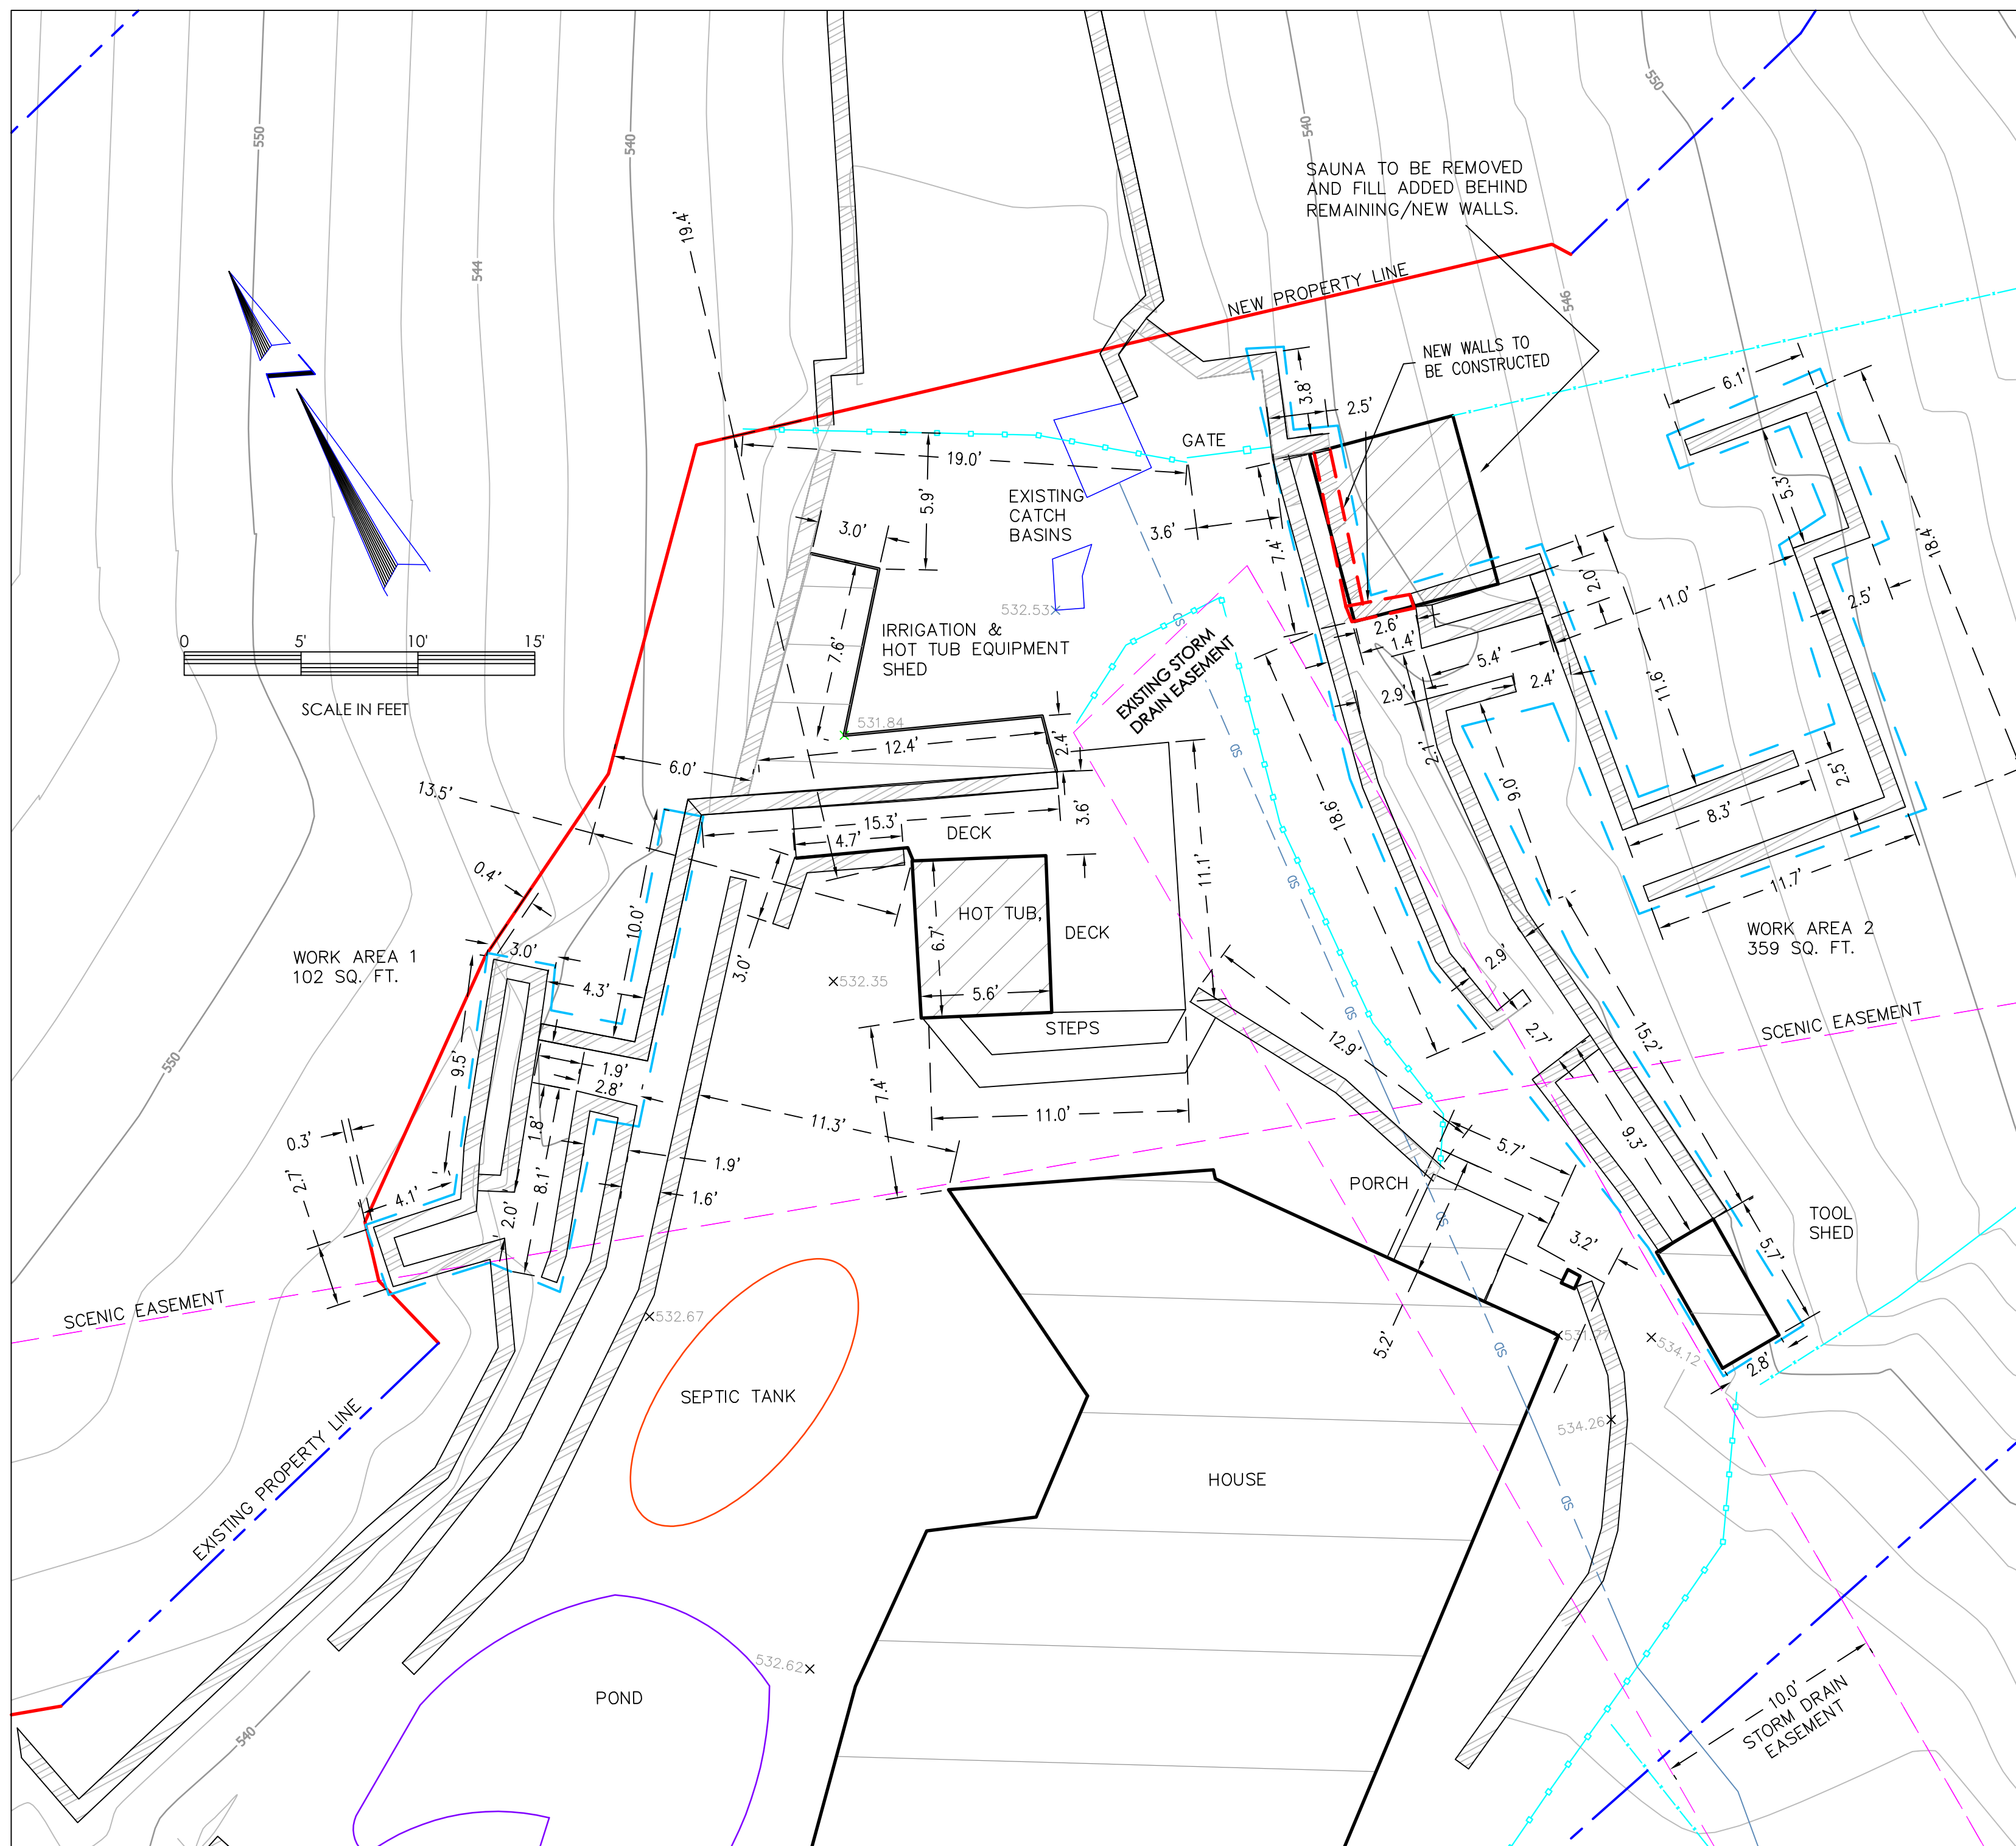 550
540
544
540
550
546
SAUNA TO BE REMOVED
AND FILL ADDED BEHIND
REMAINING/NEW WALLS.
NEW PROPERTY LINE
NEW WALLS TO
BE CONSTRUCTED
19.4'
3.8'
2.5'
6.1'
GATE
19.0'
5.9'
EXISTING
CATCH
BASINS
3.0'
3.6'
7.4'
5.3'
18.4'
532.53
SD
2.0'
11.0'
2.5'
0
5'
10'
15'
SCALE IN FEET
IRRIGATION &
HOT TUB EQUIPMENT
SHED
7.6'
2.6'
1.4'
5.4'
2.4'
2.9'
11.6'
EXISTING STORM
DRAIN EASEMENT
531.84
12.4'
2.4'
2.1'
SD
6.0'
13.5'
15.3'
4.7'
DECK
3.6'
9.0'
2.5'
8.3'
18.6'
0.4'
10.0'
3.0'
11.1'
SD
11.7'
HOT TUB,
6.7'
DECK
WORK AREA 1
102 SQ. FT.
WORK AREA 2
359 SQ. FT.
3.0'
4.3'
532.35
5.6'
STEPS
2.9'
SD
2.7'
15.2'
SCENIC EASEMENT
12.9'
9.5'
1.9'
2.8'
7.4'
11.0'
11.3'
1.8'
550
0.3'
2.7'
4.1'
8.1'
2.0'
1.9'
1.6'
9.3'
5.7'
PORCH
SD
3.2'
TOOL
SHED
5.7'
5.2'
SCENIC EASEMENT
532.67
534.12
2.8'
SD
SEPTIC TANK
534.26
HOUSE
SD
EXISTING PROPERTY LINE
532.62
POND
540
10.0'
STORM DRAIN
EASEMENT